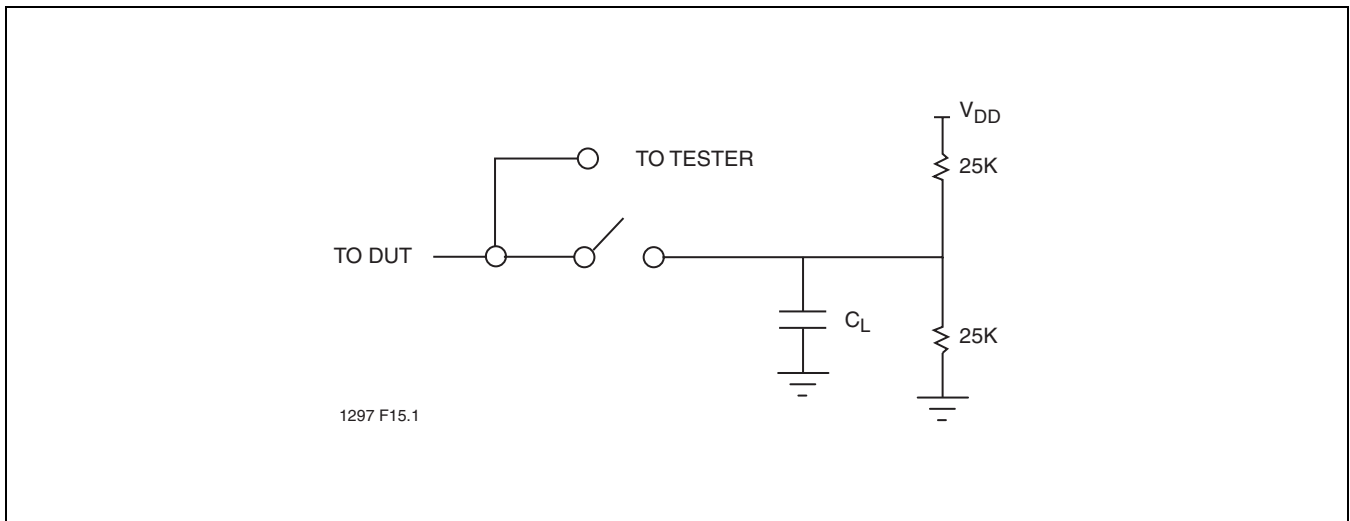 VDD
25K
TO TESTER
TO DUT
CL
25K
1297 F15.1